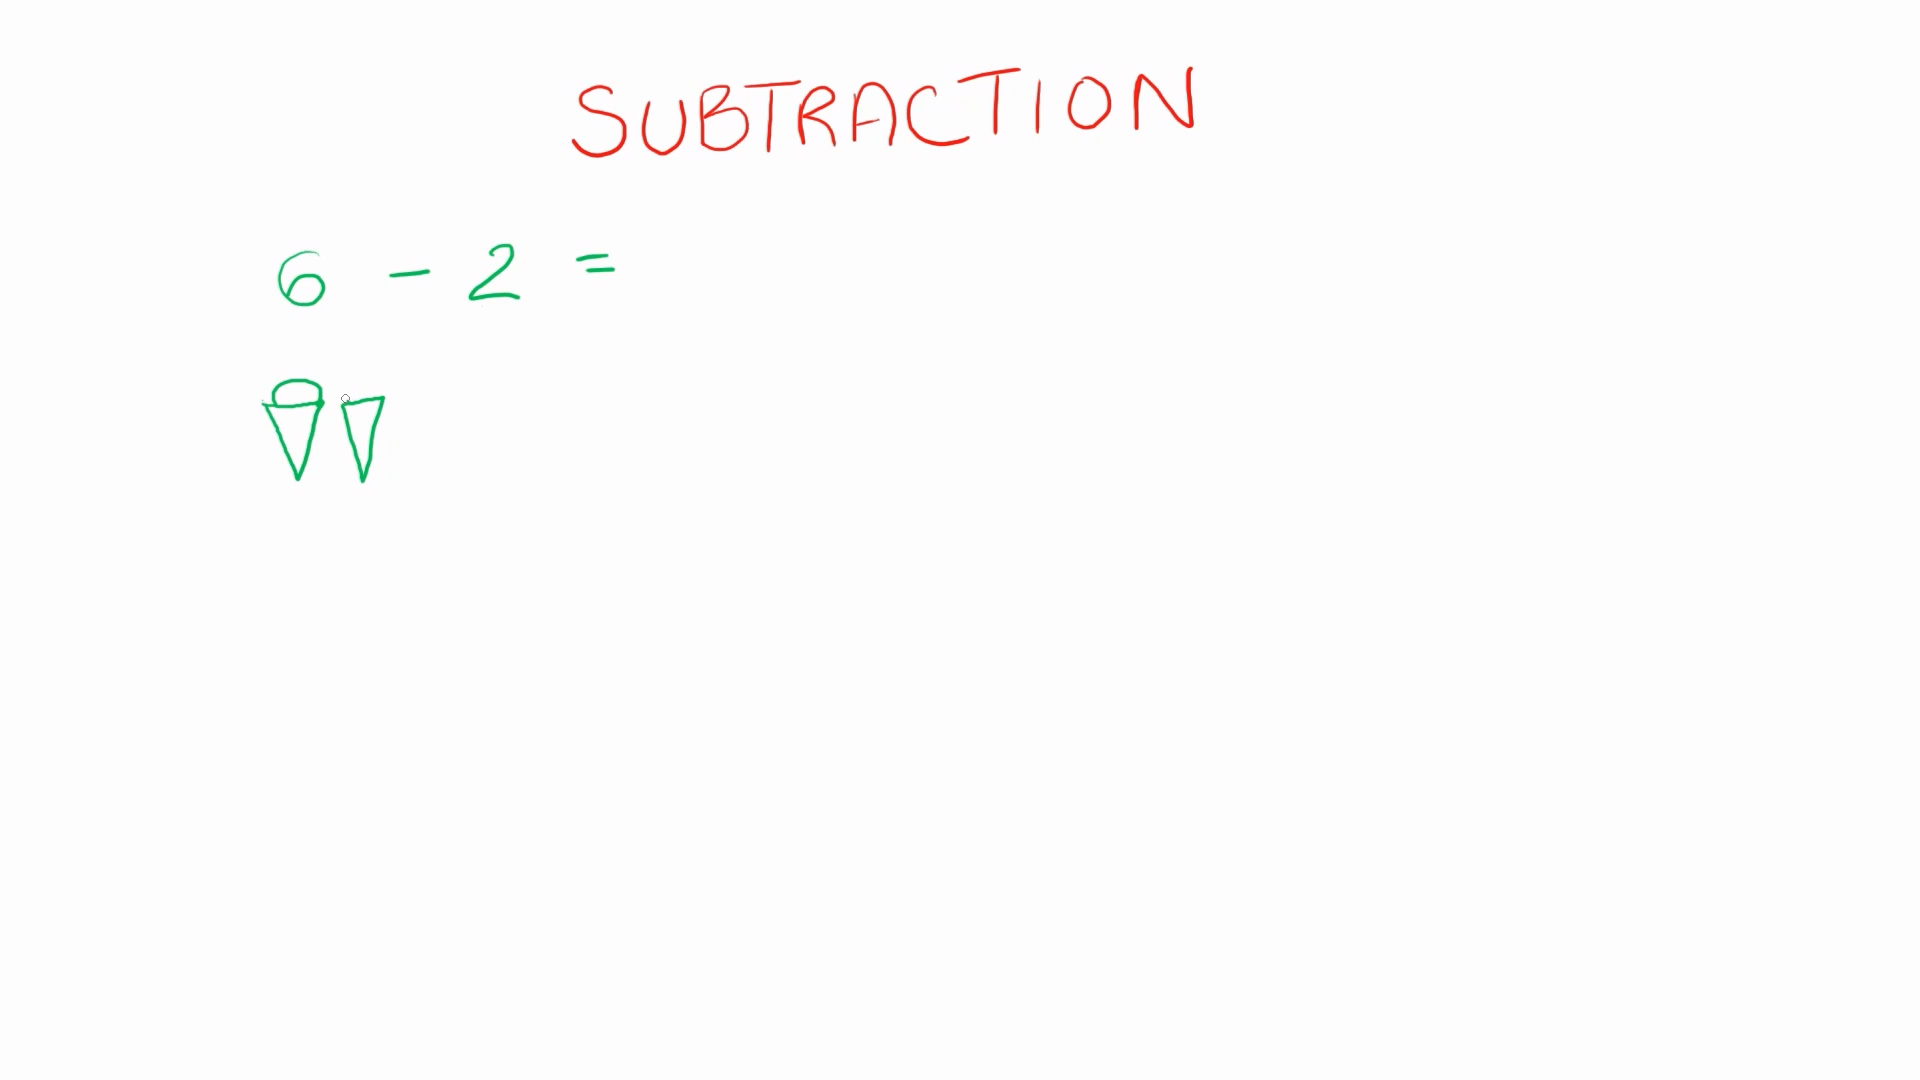 SUBTRACTION
6 - 2 =